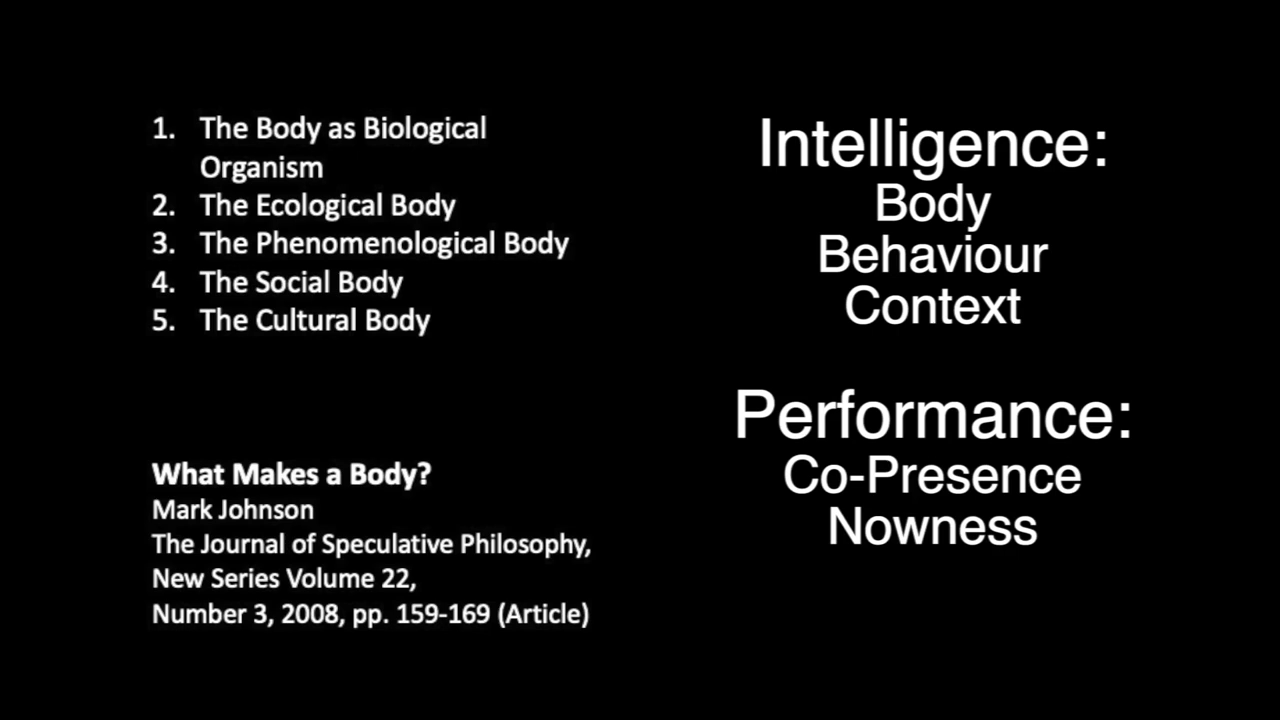 1. The Body as Biological
Organism
2. The Ecological Body
3. The Phenomenological Body
4. The Social Body
5. The Cultural Body
What Makes a Body?
Mark Johnson
The Journal of Speculative Philosophy,
New Series Volume 22,
Number 3, 2008, pp. 159-169 (Article)
Intelligence:
Body
Behaviour
Context
Performance:
Co-Presence
Nowness